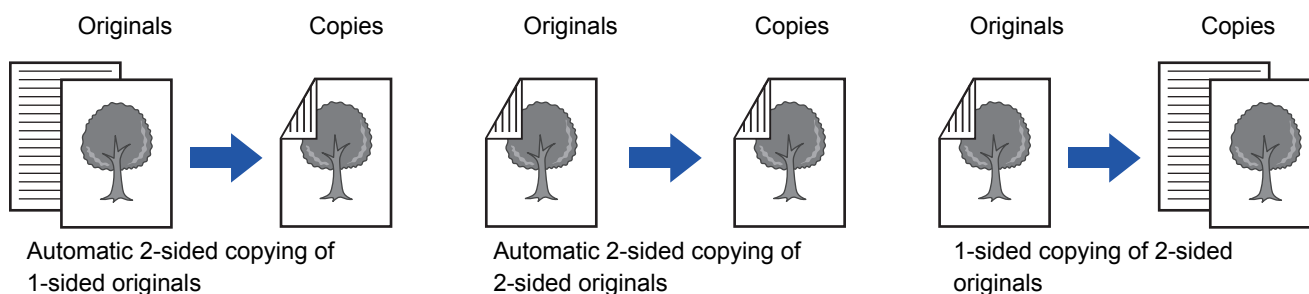 Originals
Copies
Originals
Copies
Originals
Copies
Automatic 2-sided copying of
1-sided originals
Automatic 2-sided copying of
2-sided originals
1-sided copying of 2-sided
originals